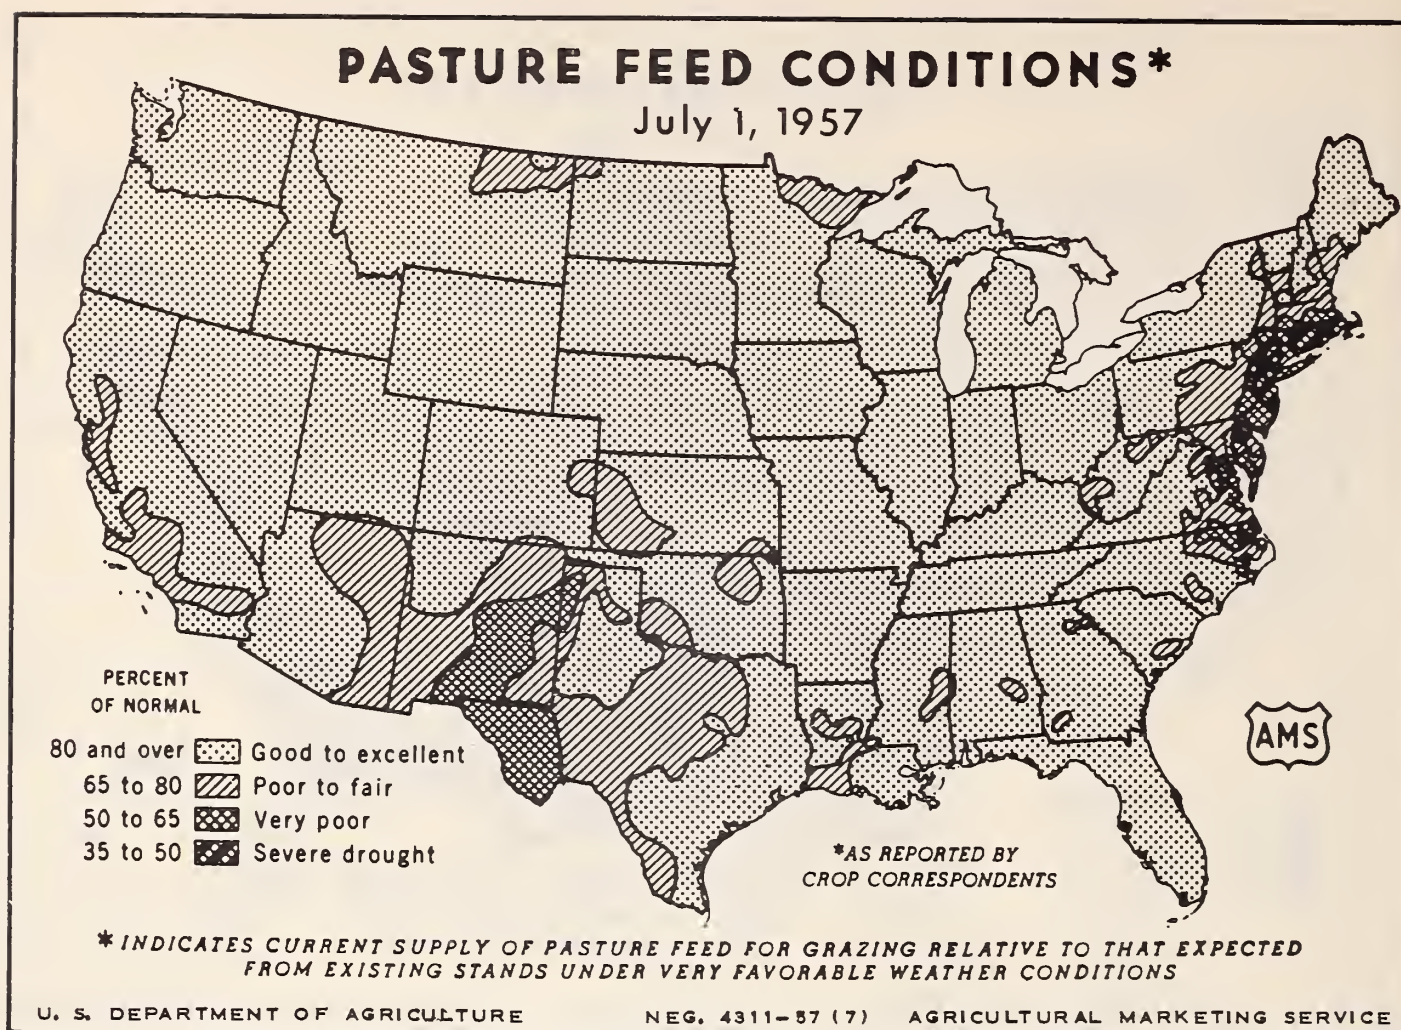 PASTURE FEED CONDITIONS*
July 1, 1957
PERCENT
OF NORMAL
80 and over Good to excellent
65 to 80 Poor to fair
50 to 65 Very poor
35 to 50 Severe drought
AMS
*AS REPORTED BY
CROP CORRESPONDENTS
* INDICATES CURRENT SUPPLY OF PASTURE FEED FOR GRAZING RELATIVE TO THAT EXPECTED
FROM EXISTING STANDS UNDER VERY FAVORABLE WEATHER CONDITIONS
U. S. DEPARTMENT OF AGRICULTURE NEG. 4311-57 (7) AGRICULTURAL MARKETING SERVICE